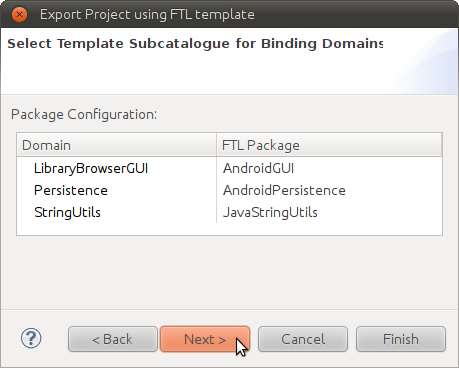 Export Project using FTL template
Select Template Subcatalogue for Binding Domains
Package Configuration:
Domain FTL Package
LibraryBrowserGUI AndroidGUI
Persistence AndroidPersistence
StringUtils JavaStringUtils
? < Back Next > Cancel Finish